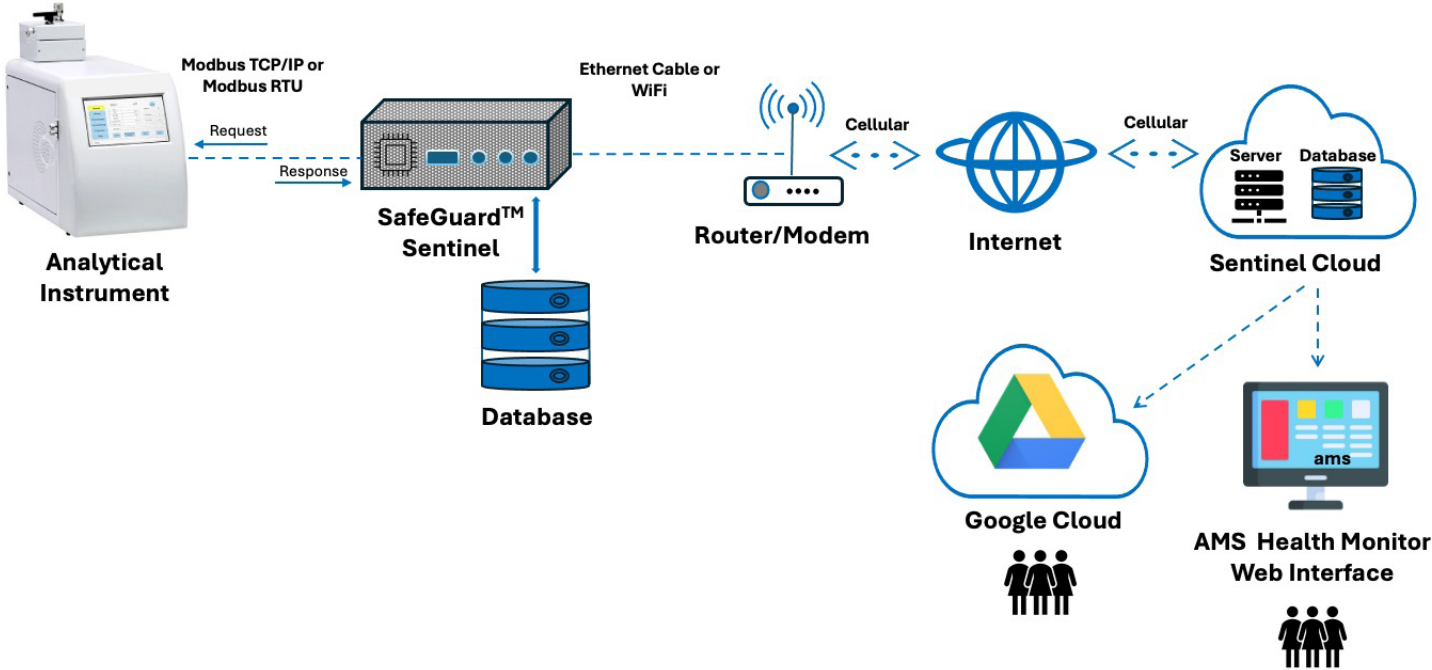 Modbus TCP/IP or
Modbus RTU
Request
Response
Analytical
Instrument
SafeGuard™
Sentinel
Database
Ethernet Cable or
WiFi
Router/Modem
Cellular
Internet
Cellular
Server Database
Sentinel Cloud
Google Cloud
ams
AMS Health Monitor
Web Interface